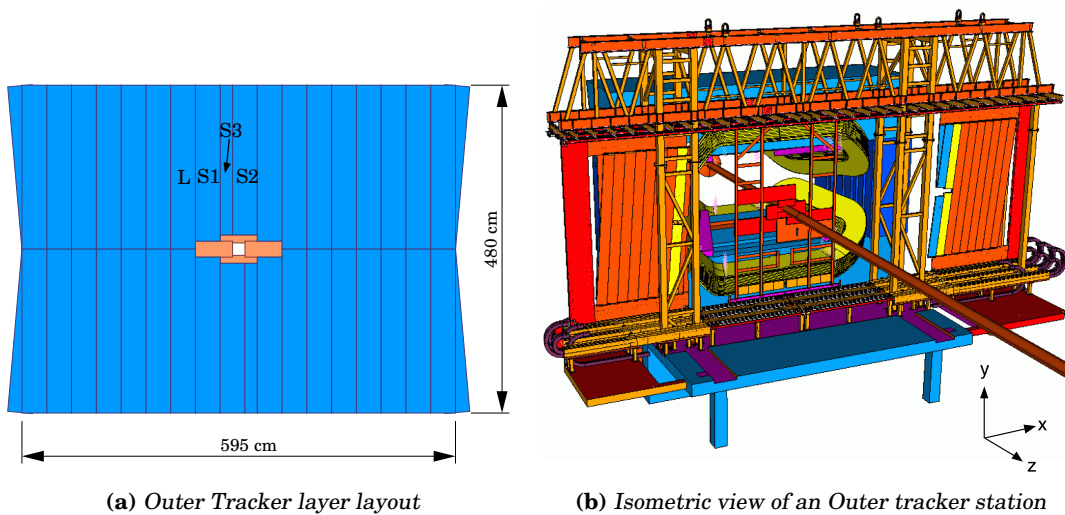 S3
L S1 S2
480 cm
595 cm
y
x
z
(a) Outer Tracker layer layout
(b) Isometric view of an Outer tracker station